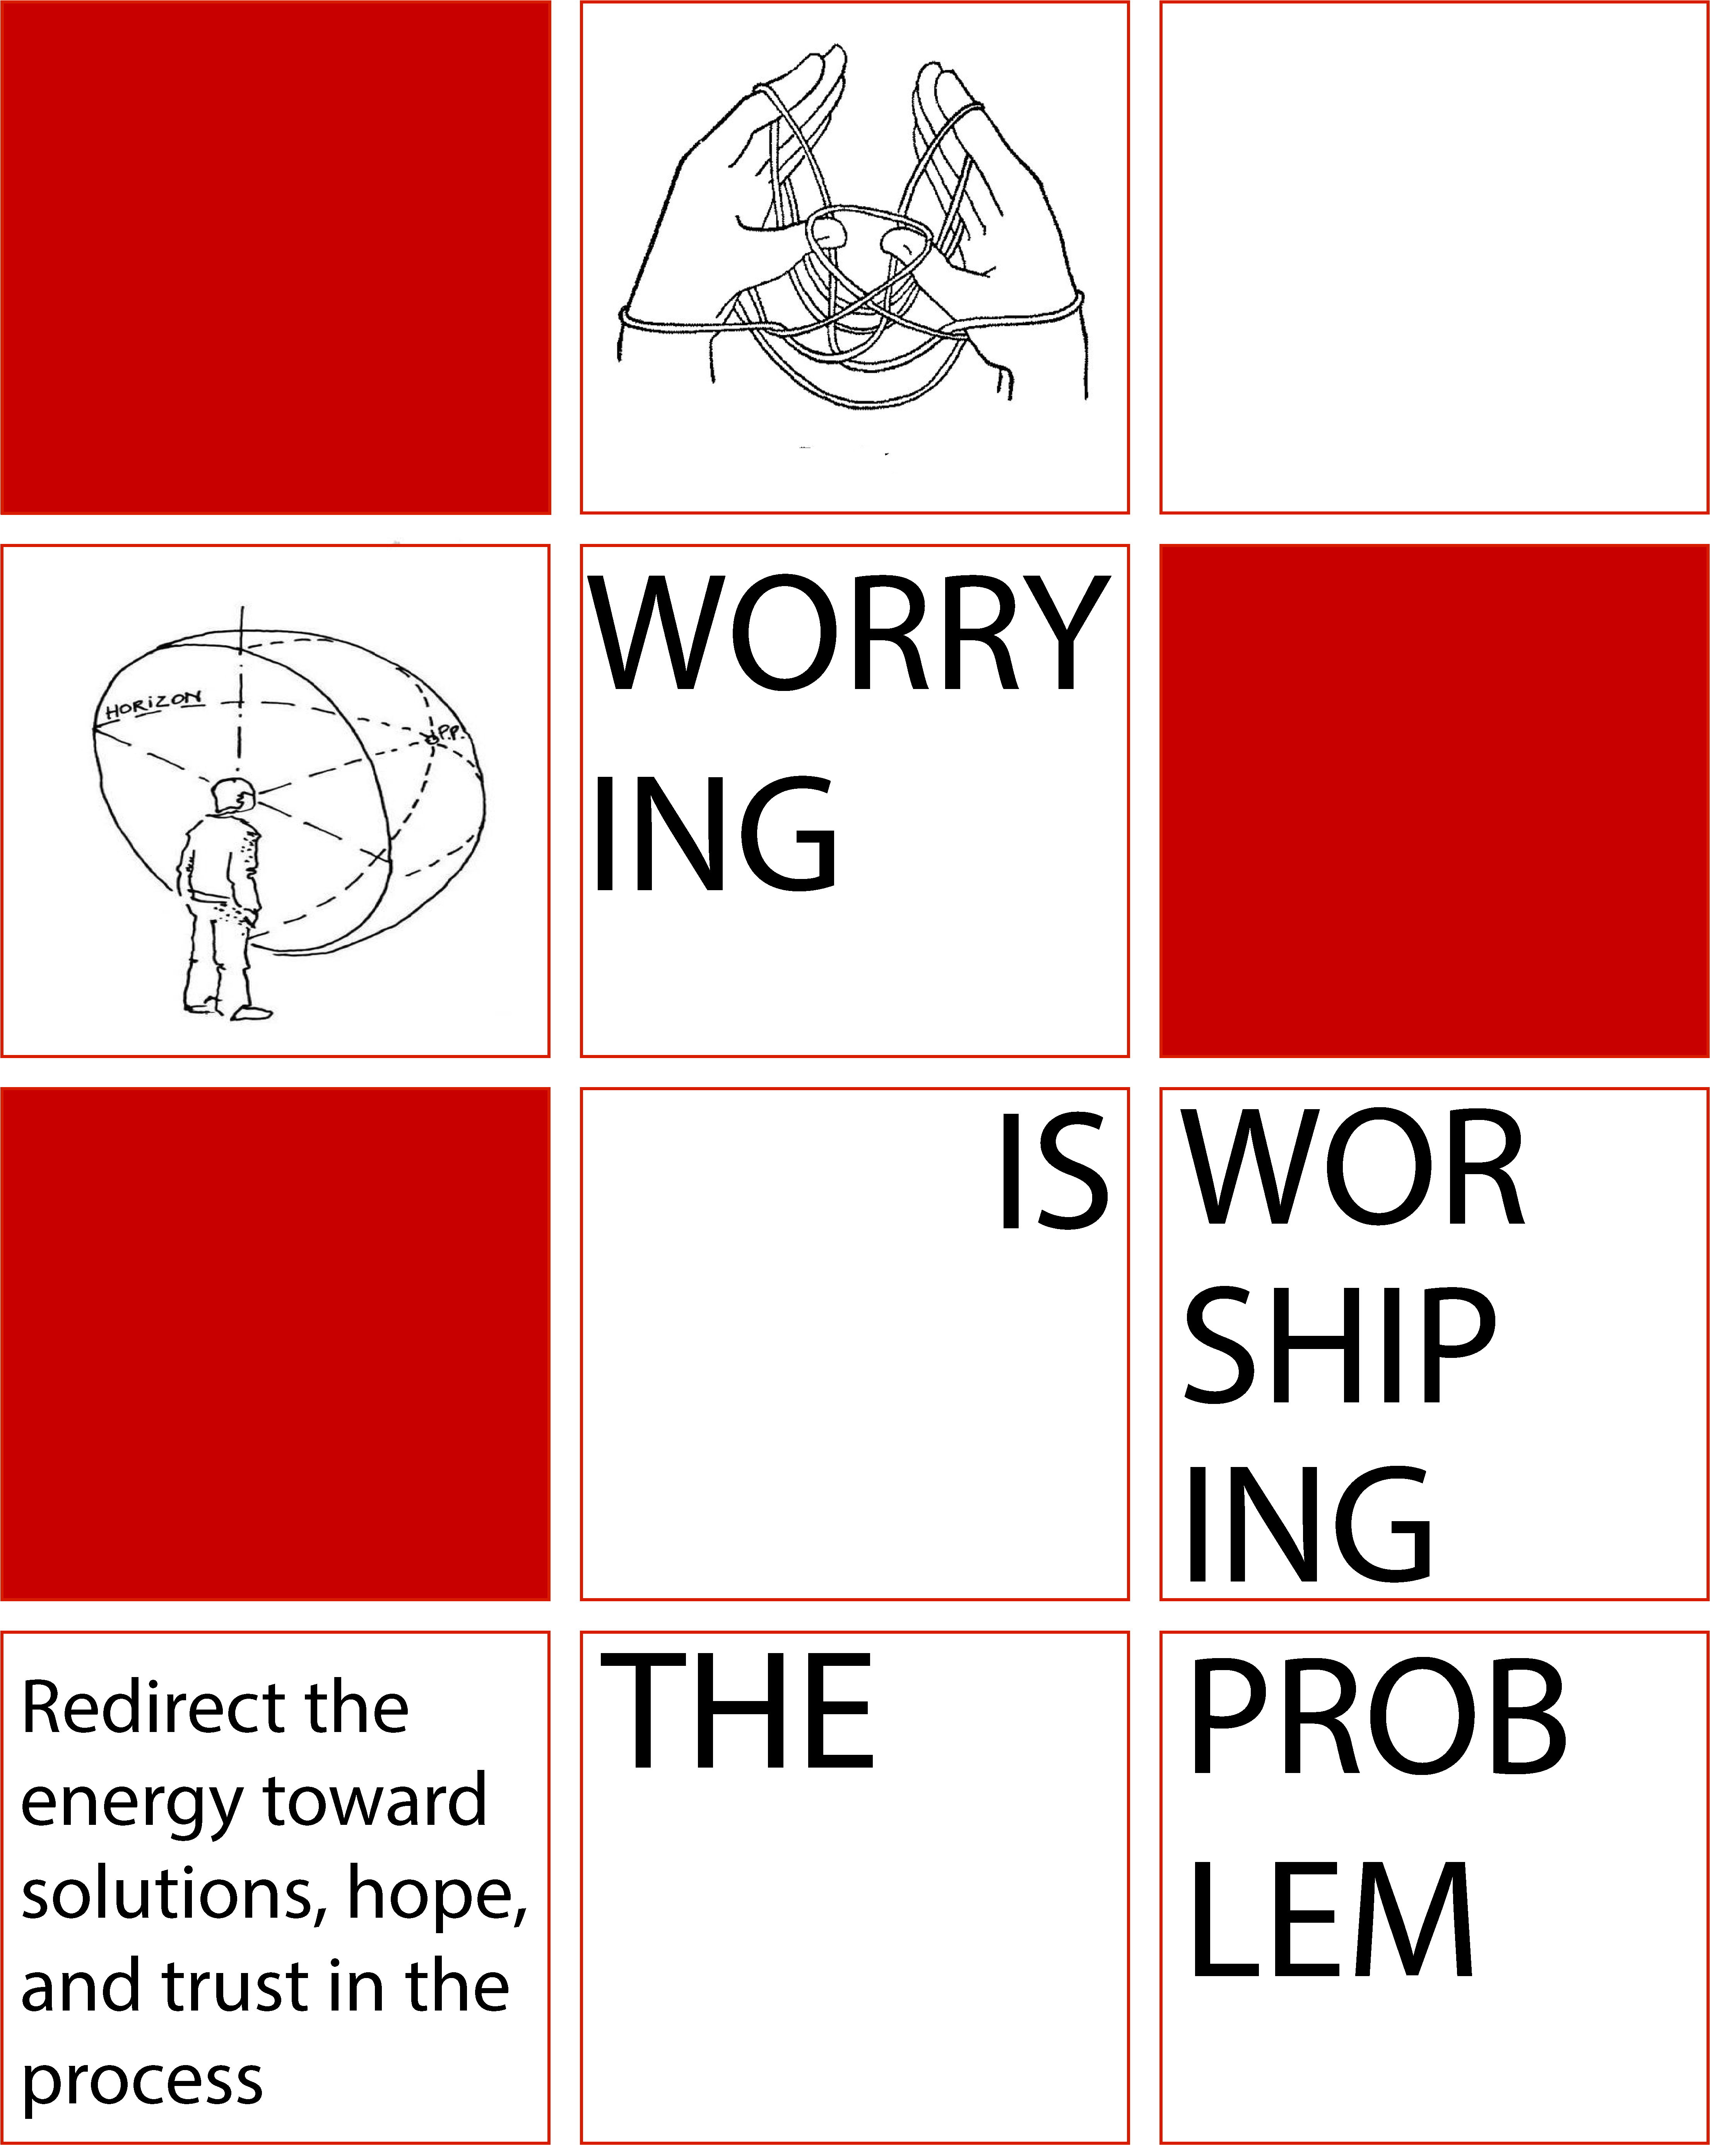 HORIZON
P.P.
WORRY
ING
IS
WOR
SHIP
ING
THE
PROB
LEM
Redirect the
energy toward
solutions, hope,
and trust in the
process